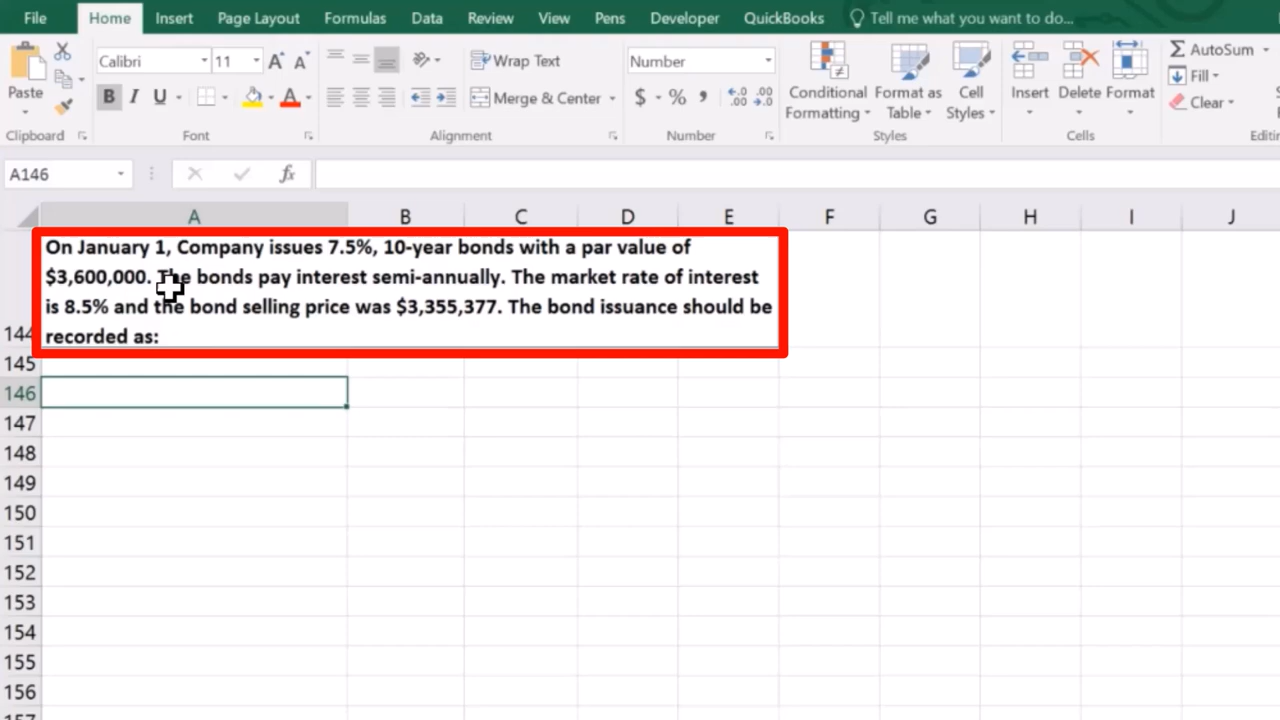 File Home Insert Page Layout Formulas Data Review View Pens Developer QuickBooks Tell me what you want to do...
Calibri 11 A A Wrap Text Number AutoSum
Paste B I U A Merge & Center $ % , .0 .00 .00 .0 Conditional Formatting Format as Table Cell Styles Insert Delete Format Fill
Clear
Clipboard Font Alignment Number Styles Cells
A146 fx
A B C D E F G H I J
On January 1, Company issues 7.5%, 10-year bonds with a par value of
$3,600,000. The bonds pay interest semi-annually. The market rate of interest
is 8.5% and the bond selling price was $3,355,377. The bond issuance should be
144 recorded as:
145
146
147
148
149
150
151
152
153
154
155
156